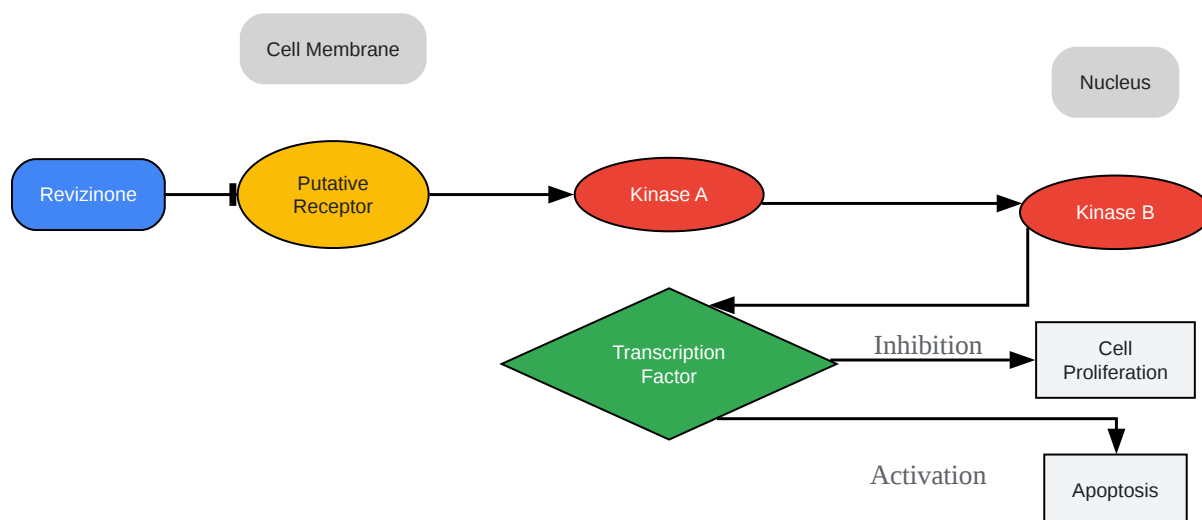 Cell Membrane
Nucleus
Revizinone
Putative
Receptor
Kinase A
Kinase B
Transcription
Factor
Inhibition
Cell
Proliferation
Activation
Apoptosis